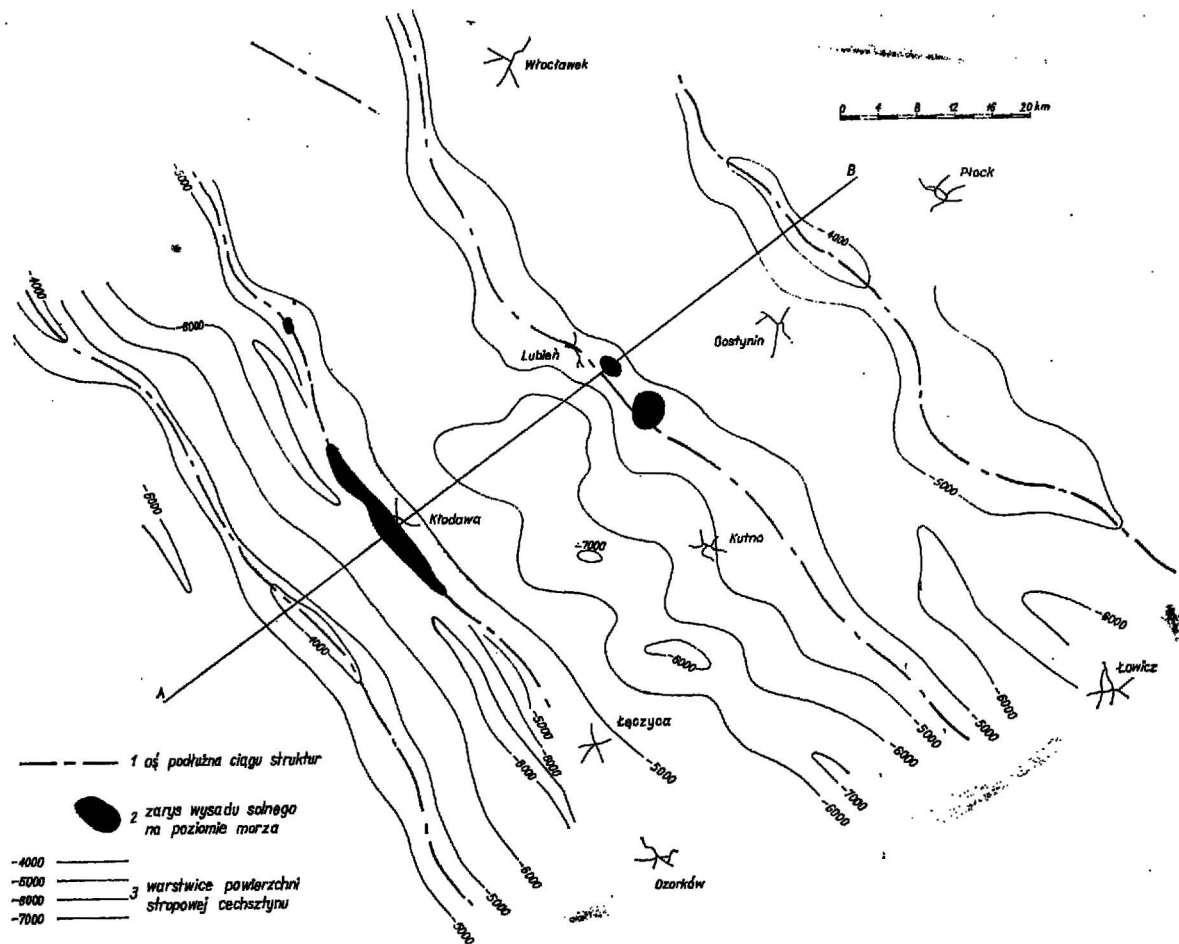 Włocławek
0 4 8 12 16 20 km
Płock
B
-5000
-4000
-4000
-6000
Gostynin
Lubień
-6000
Kłodawa
-7000
Kutno
-5000
-4000
-6000
-6000
Łowicz
A
Łęczyca
-5000
-6000
-6000
-5000
-6000
-5000
-6000
-5000
-6000
-7000
-6000
-5000
-5000
Ozorków
1 oś podłużna ciągu struktur
2 zarys wysadu solnego
na poziomie morza
-4000
-5000
-6000
-7000
3 warstwice powierzchni
stropowej cechsztynu